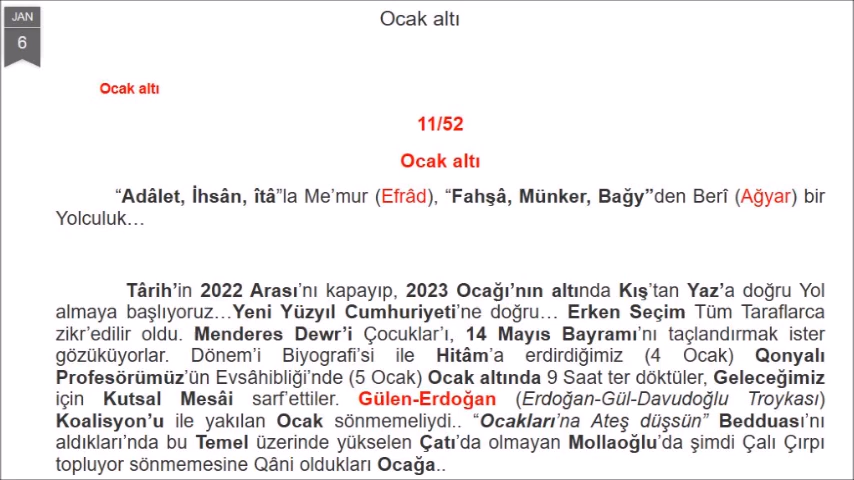 JAN
6
Ocak altı
Ocak altı
11/52
Ocak altı
“Adâlet, İhsân, îtâ”la Me’mur (Efrâd), “Fahşâ, Münker, Bağy”den Berî (Ağyar) bir
Yolculuk…
Târih’in 2022 Arası’nı kapayıp, 2023 Ocağı’nın altında Kış’tan Yaz’a doğru Yol
almaya başlıyoruz…Yeni Yüzyıl Cumhuriyeti’ne doğru… Erken Seçim Tüm Taraflarca
zikr’edilir oldu. Menderes Dewr’i Çocuklar’ı, 14 Mayıs Bayramı’nı taçlandırmak ister
gözüküyorlar. Dönem’i Biyografi’si ile Hitâm’a erdirdiğimiz (4 Ocak) Qonyalı
Profesörümüz’ün Evsâhibliği’nde (5 Ocak) Ocak altında 9 Saat ter döktüler, Geleceğimiz
için Kutsal Mesâi sarf’ettiler. Gülen-Erdoğan (Erdoğan-Gül-Davudoğlu Troykası)
Koalisyon’u ile yakılan Ocak sönmemeliydi.. “Ocakları’na Ateş düşsün” Bedduası’nı
aldıkları’nda bu Temel üzerinde yükselen Çatı’da olmayan Mollaoğlu’da şimdi Çalı Çırpı
topluyor sönmemesine Qâni oldukları Ocağa..